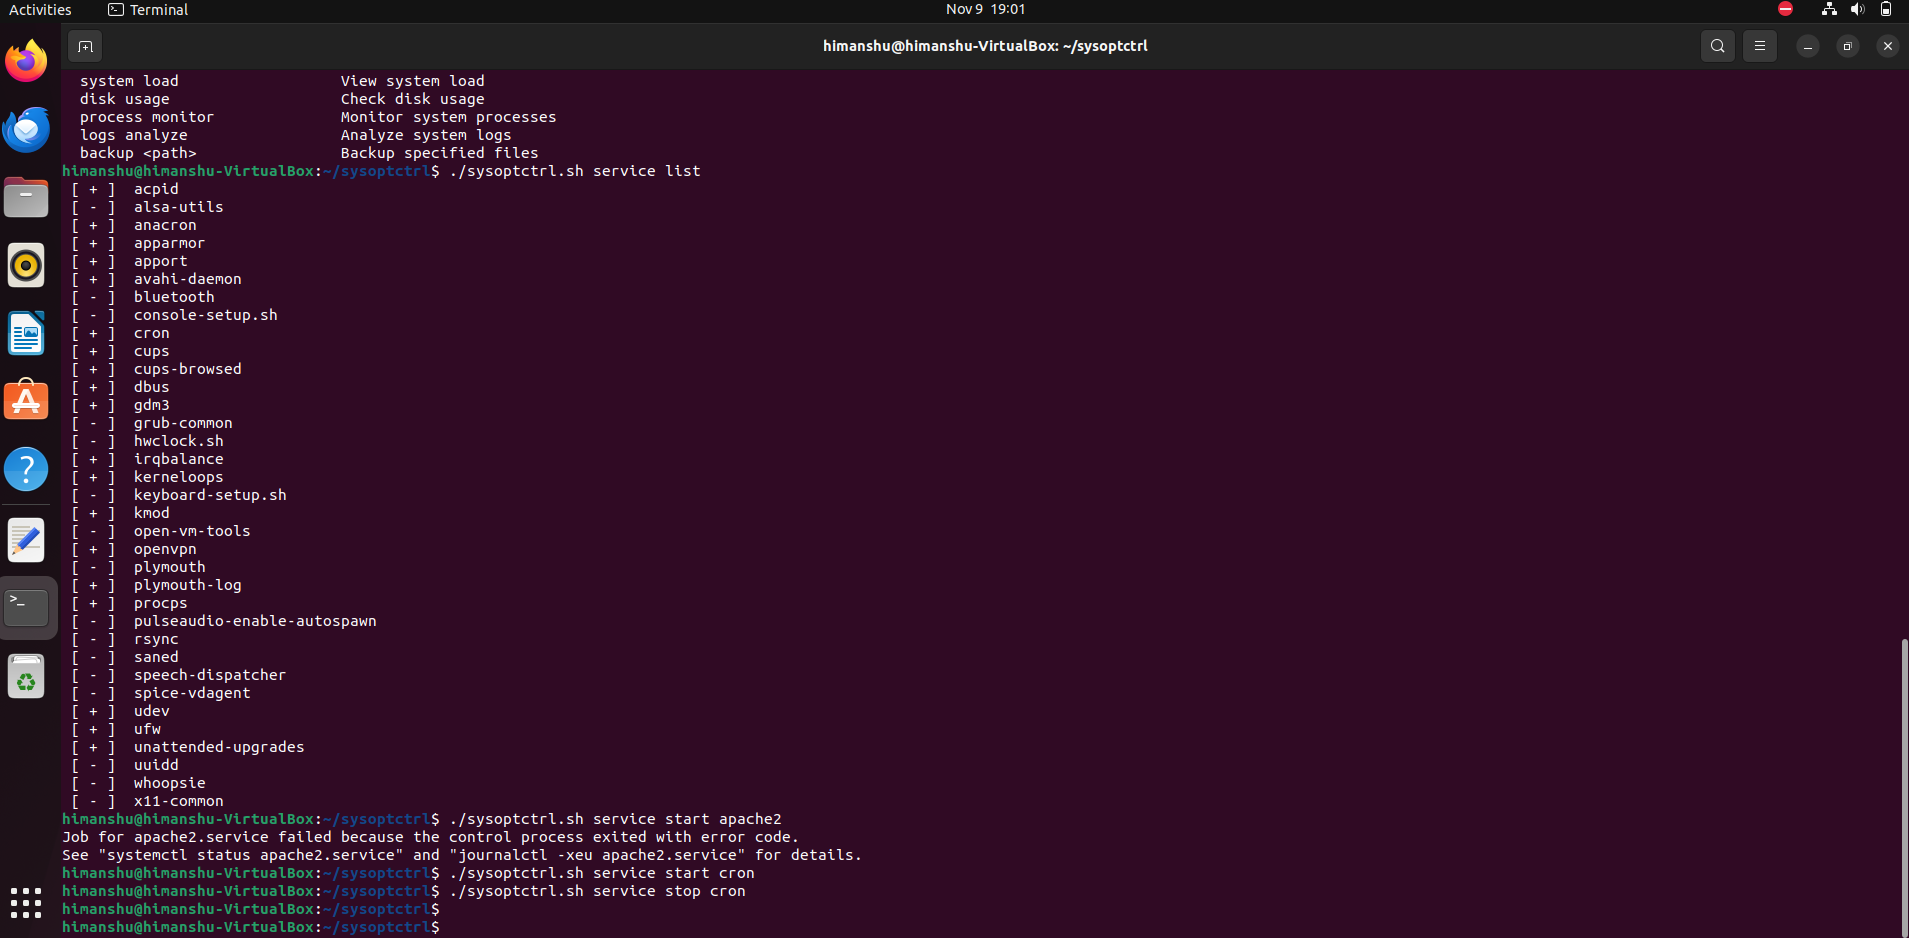 Activities Terminal Nov 9 19:01
himanshu@himanshu-VirtualBox: ~/sysoptctrl
system load View system load
disk usage Check disk usage
process monitor Monitor system processes
logs analyze Analyze system logs
backup <path> Backup specified files
himanshu@himanshu-VirtualBox:~/sysoptctrl$ ./sysoptctrl.sh service list
[ + ] acpid
[ - ] alsa-utils
[ + ] anacron
[ + ] apparmor
[ + ] apport
[ + ] avahi-daemon
[ - ] bluetooth
[ - ] console-setup.sh
[ + ] cron
[ + ] cups
[ + ] cups-browsed
[ + ] dbus
[ + ] gdm3
[ - ] grub-common
[ - ] hwclock.sh
[ + ] irqbalance
[ + ] kerneloops
[ - ] keyboard-setup.sh
[ + ] kmod
[ - ] open-vm-tools
[ + ] openvpn
[ - ] plymouth
[ + ] plymouth-log
[ + ] procps
[ - ] pulseaudio-enable-autospawn
[ - ] rsync
[ - ] saned
[ - ] speech-dispatcher
[ - ] spice-vdagent
[ + ] udev
[ + ] ufw
[ + ] unattended-upgrades
[ - ] uuidd
[ - ] whoopsie
[ - ] x11-common
himanshu@himanshu-VirtualBox:~/sysoptctrl$ ./sysoptctrl.sh service start apache2
Job for apache2.service failed because the control process exited with error code.
See "systemctl status apache2.service" and "journalctl -xeu apache2.service" for details.
himanshu@himanshu-VirtualBox:~/sysoptctrl$ ./sysoptctrl.sh service start cron
himanshu@himanshu-VirtualBox:~/sysoptctrl$ ./sysoptctrl.sh service stop cron
himanshu@himanshu-VirtualBox:~/sysoptctrl$
himanshu@himanshu-VirtualBox:~/sysoptctrl$